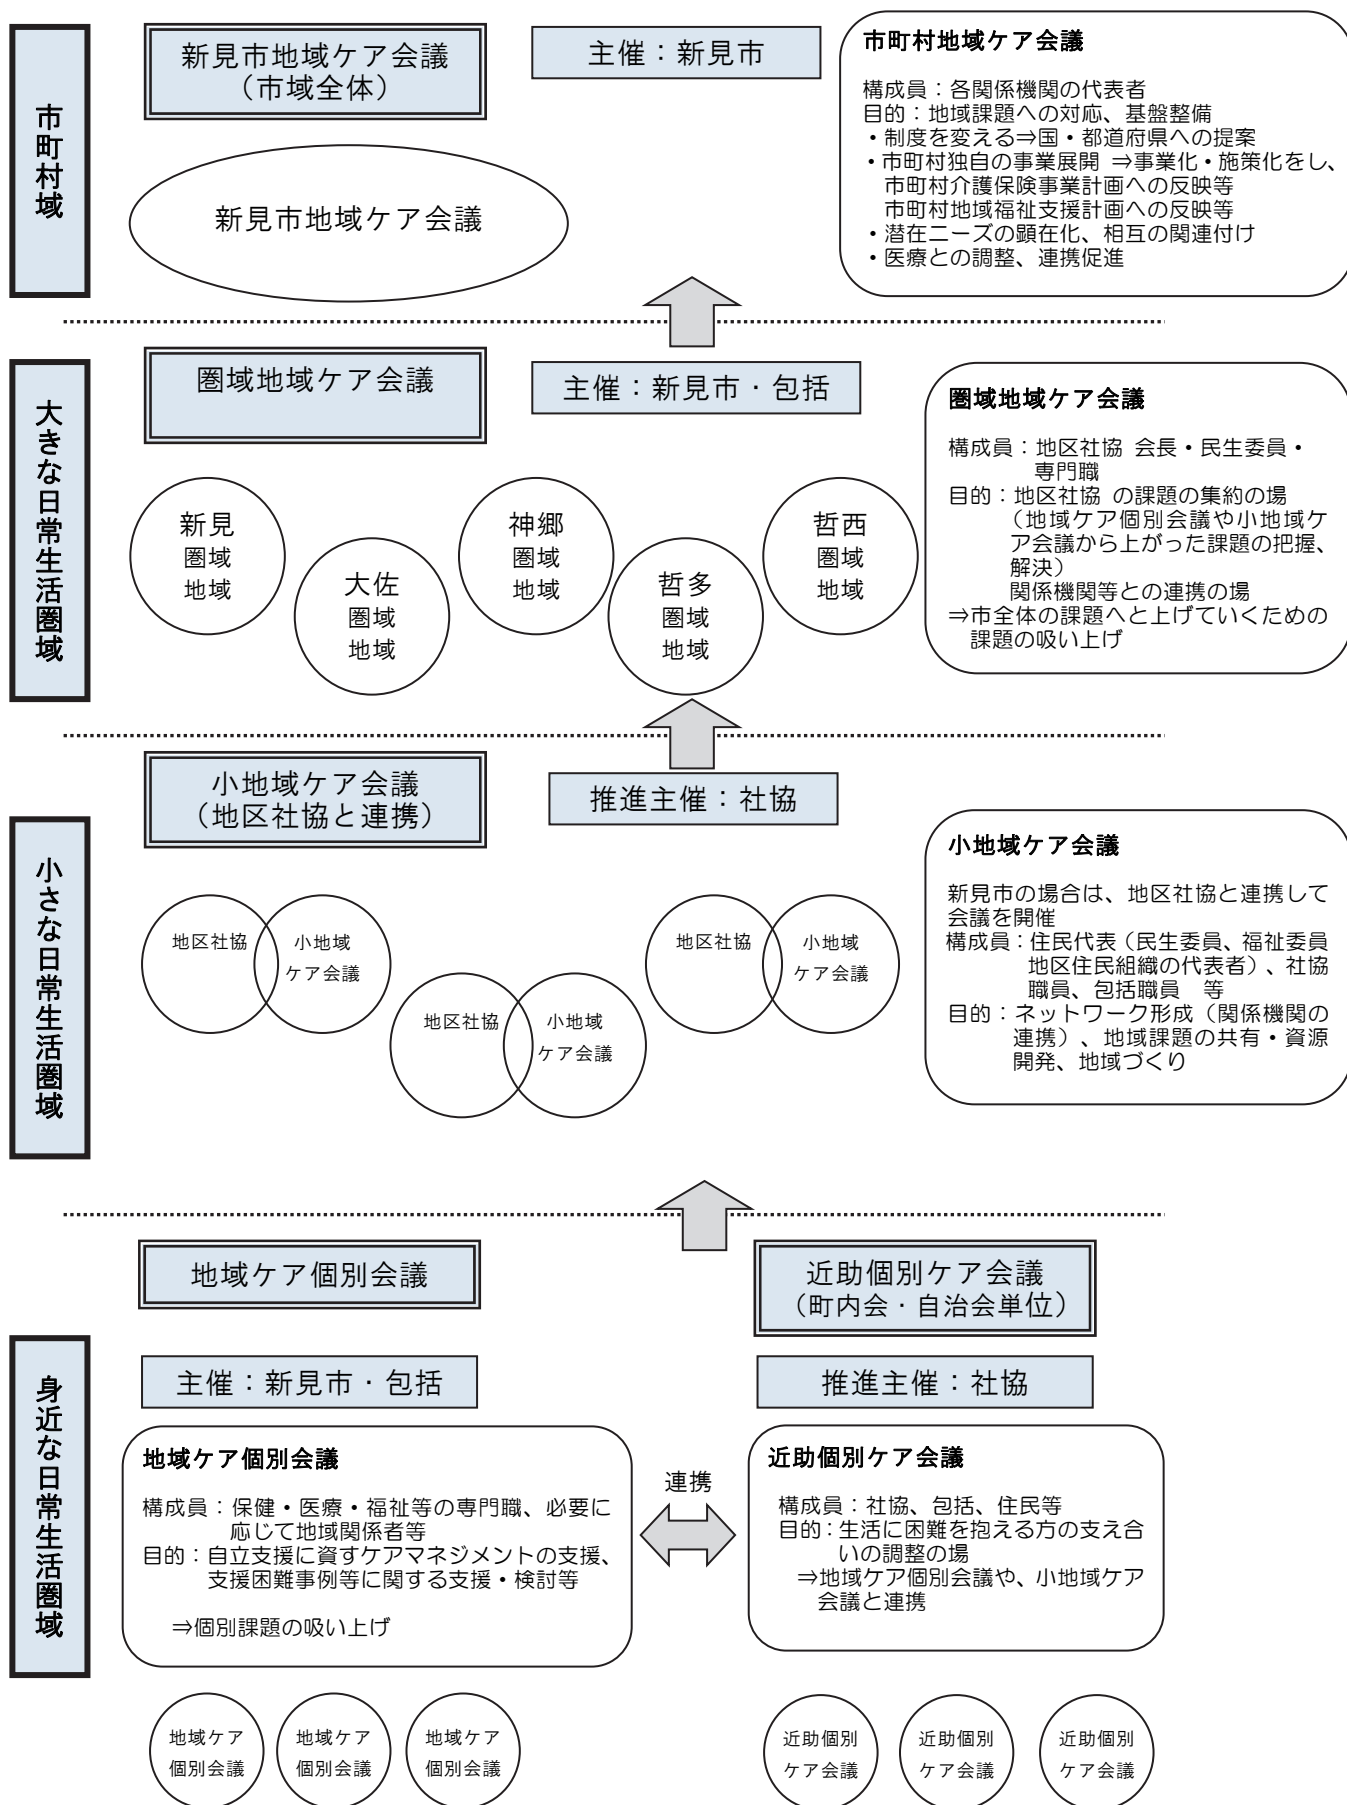 市町村域
新見市地域ケア会議
（市域全体）
主催：新見市
新見市地域ケア会議
市町村地域ケア会議
構成員：各関係機関の代表者
目的：地域課題への対応、基盤整備
・制度を変える⇒国・都道府県への提案
・市町村独自の事業展開 ⇒事業化・施策化をし、
市町村介護保険事業計画への反映等
市町村地域福祉支援計画への反映等
・潜在ニーズの顕在化、相互の関連付け
・医療との調整、連携促進
大きな日常生活圏域
圏域地域ケア会議
主催：新見市・包括
新見
圏域
地域
大佐
圏域
地域
神郷
圏域
地域
哲多
圏域
地域
哲西
圏域
地域
圏域地域ケア会議
構成員：地区社協 会長・民生委員・
専門職
目的：地区社協 の課題の集約の場
（地域ケア個別会議や小地域ケ
ア会議から上がった課題の把握、
解決）
関係機関等との連携の場
⇒市全体の課題へと上げていくための
課題の吸い上げ
小さな日常生活圏域
小地域ケア会議
（地区社協と連携）
推進主催：社協
地区社協
小地域
ケア会議
地区社協
小地域
ケア会議
地区社協
小地域
ケア会議
小地域ケア会議
新見市の場合は、地区社協と連携して
会議を開催
構成員：住民代表（民生委員、福祉委員
地区住民組織の代表者）、社協
職員、包括職員　等
目的：ネットワーク形成（関係機関の
連携）、地域課題の共有・資源
開発、地域づくり
身近な日常生活圏域
地域ケア個別会議
主催：新見市・包括
地域ケア個別会議
構成員：保健・医療・福祉等の専門職、必要に
応じて地域関係者等
目的：自立支援に資すケアマネジメントの支援、
支援困難事例等に関する支援・検討等
⇒個別課題の吸い上げ
連携
近助個別ケア会議
（町内会・自治会単位）
推進主催：社協
近助個別ケア会議
構成員：社協、包括、住民等
目的：生活に困難を抱える方の支え合
いの調整の場
⇒地域ケア個別会議や、小地域ケア
会議と連携
地域ケア
個別会議
地域ケア
個別会議
地域ケア
個別会議
近助個別
ケア会議
近助個別
ケア会議
近助個別
ケア会議